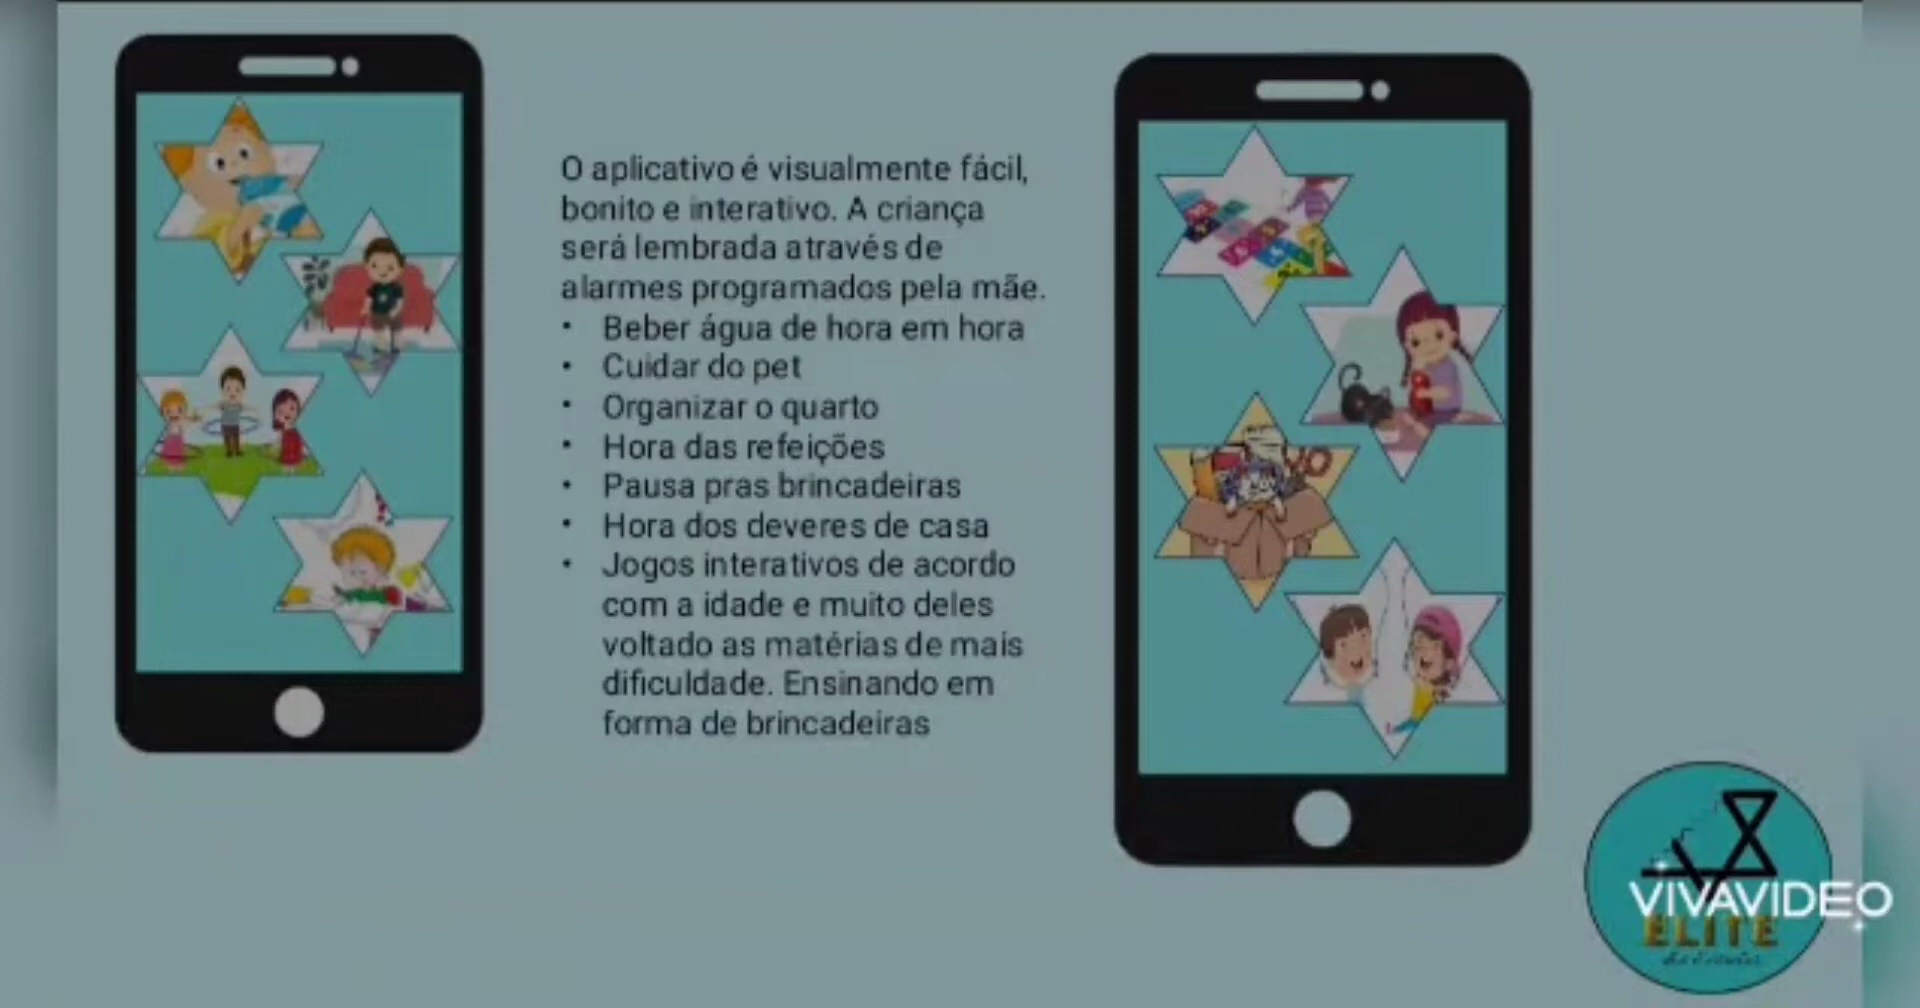 O aplicativo é visualmente fácil,
bonito e interativo. A criança
será lembrada através de
alarmes programados pela mãe.
• Beber água de hora em hora
• Cuidar do pet
• Organizar o quarto
• Hora das refeições
• Pausa pras brincadeiras
• Hora dos deveres de casa
• Jogos interativos de acordo
com a idade e muito deles
voltado as matérias de mais
dificuldade. Ensinando em
forma de brincadeiras
VIVAVIDEO
ELITE